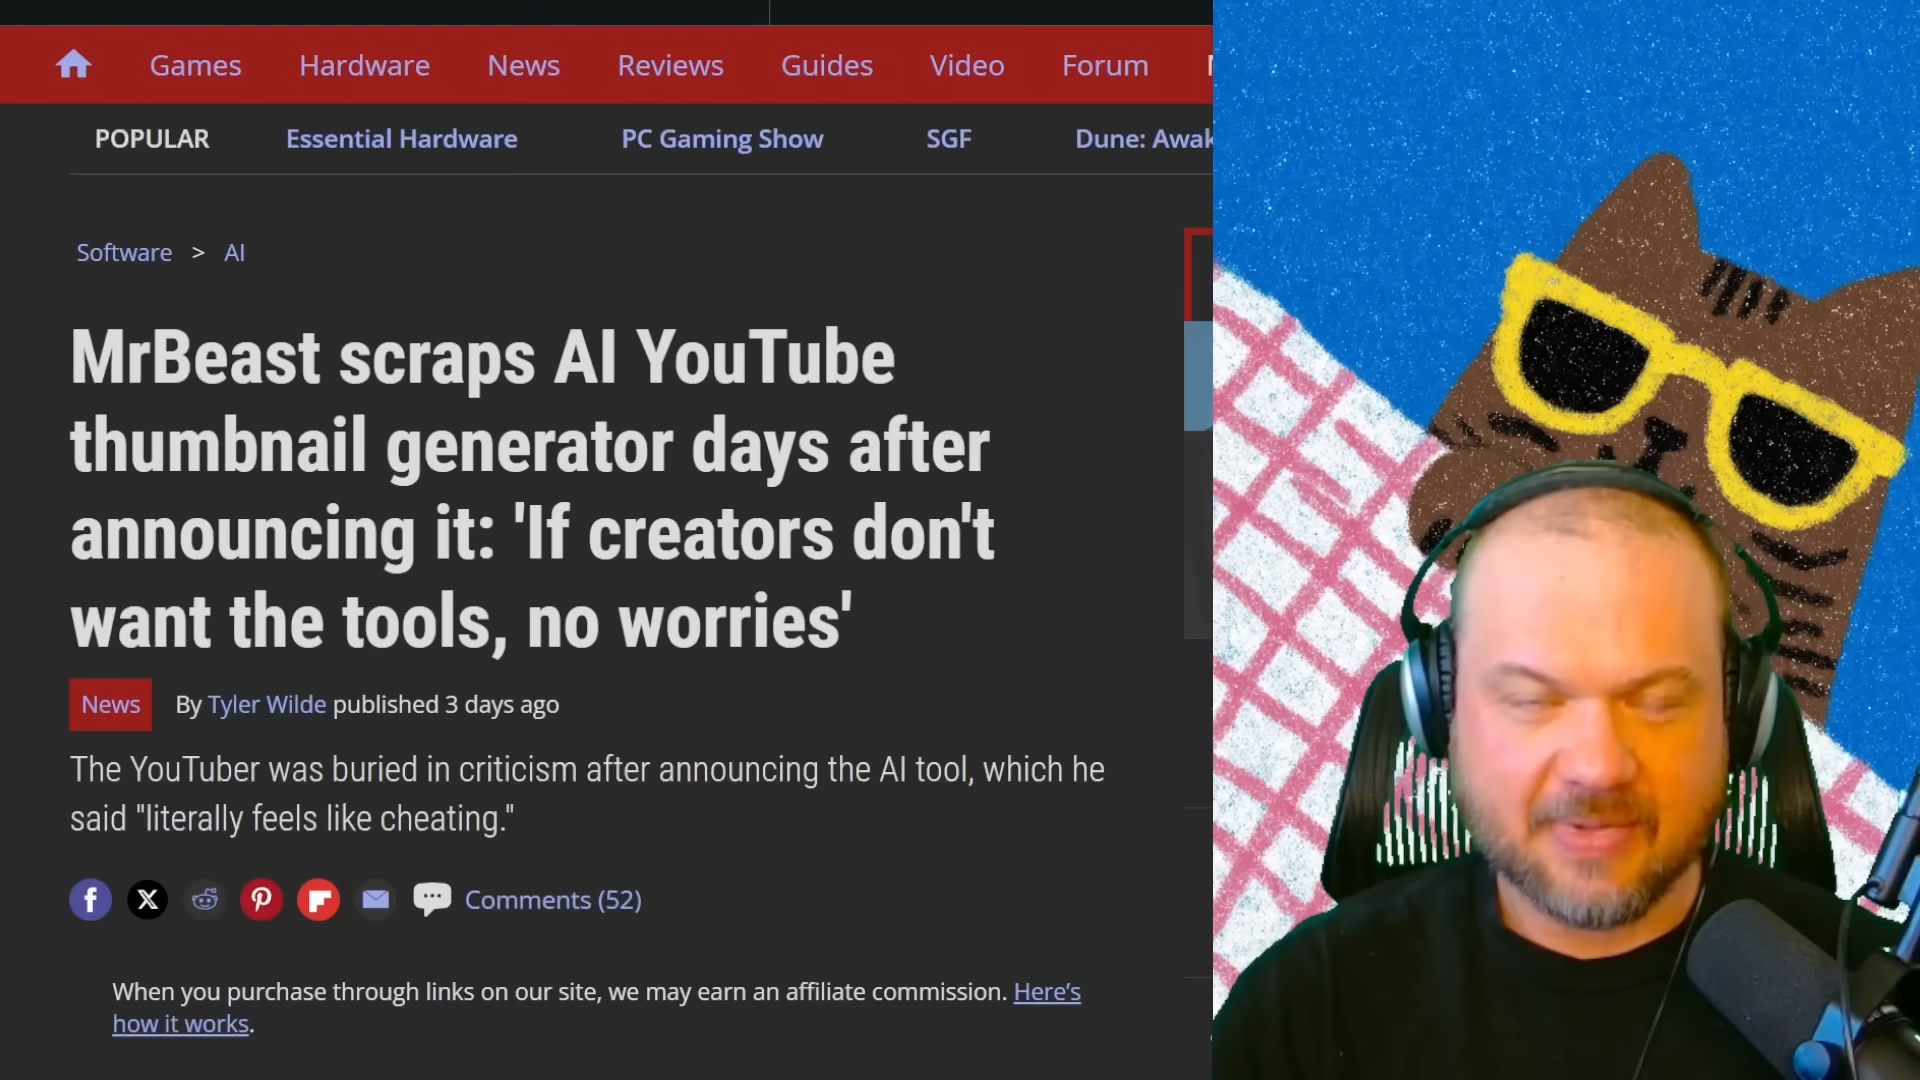 Games Hardware News Reviews Guides Video Forum
POPULAR Essential Hardware PC Gaming Show SGF Dune:
Software > AI
MrBeast scraps AI YouTube
thumbnail generator days after
announcing it: 'If creators don't
want the tools, no worries'
News By Tyler Wilde published 3 days ago
The YouTuber was buried in criticism after announcing the AI tool, which he
said "literally feels like cheating."
Comments (52)
When you purchase through links on our site, we may earn an affiliate commission. Here's
how it works.